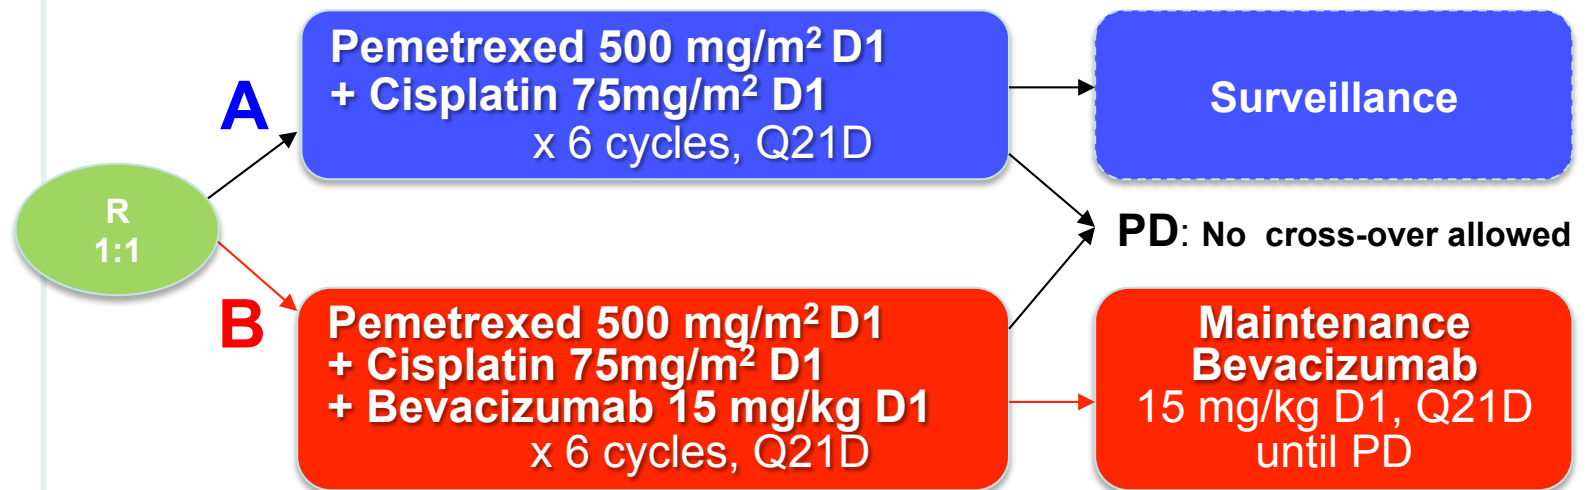 R
1:1
A
Pemetrexed 500 mg/m² D1
+ Cisplatin 75mg/m² D1
x 6 cycles, Q21D
Surveillance
PD: No cross-over allowed
B
Pemetrexed 500 mg/m² D1
+ Cisplatin 75mg/m² D1
+ Bevacizumab 15 mg/kg D1
x 6 cycles, Q21D
Maintenance
Bevacizumab
15 mg/kg D1, Q21D
until PD